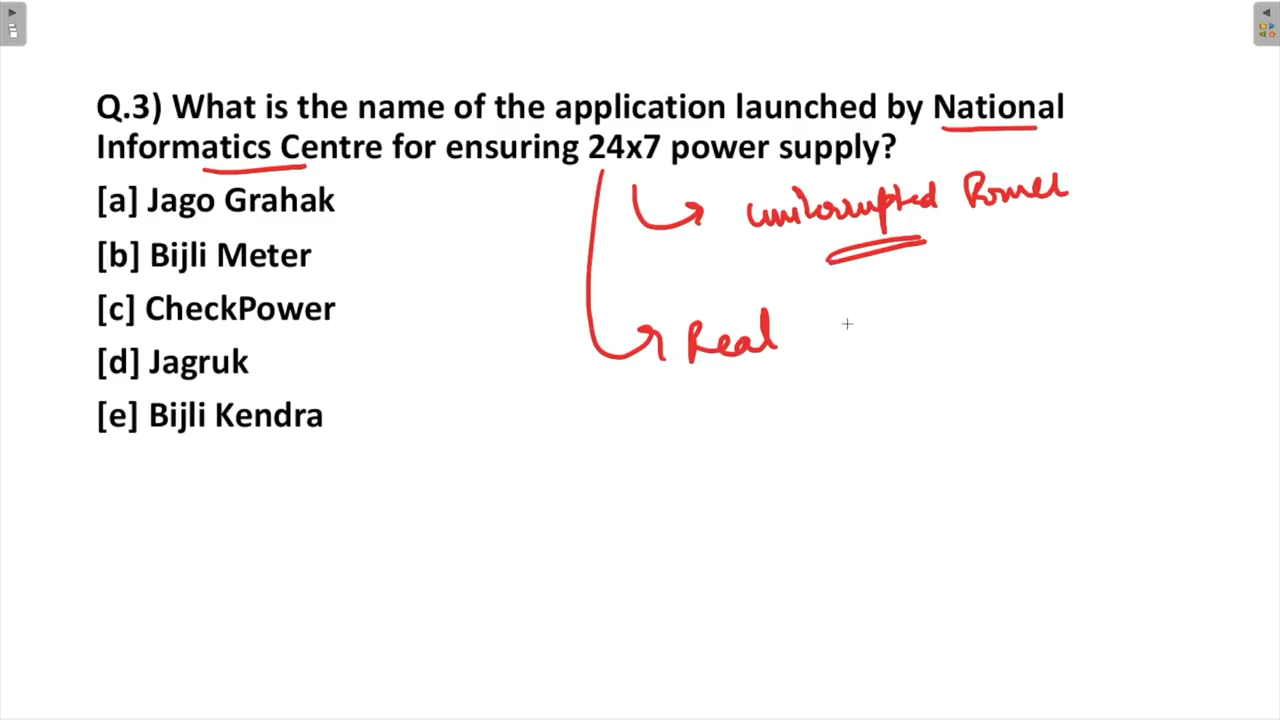 Q.3) What is the name of the application launched by National
Informatics Centre for ensuring 24x7 power supply?
[a] Jago Grahak
[b] Bijli Meter
[c] CheckPower
[d] Jagruk
[e] Bijli Kendra
Power
Real